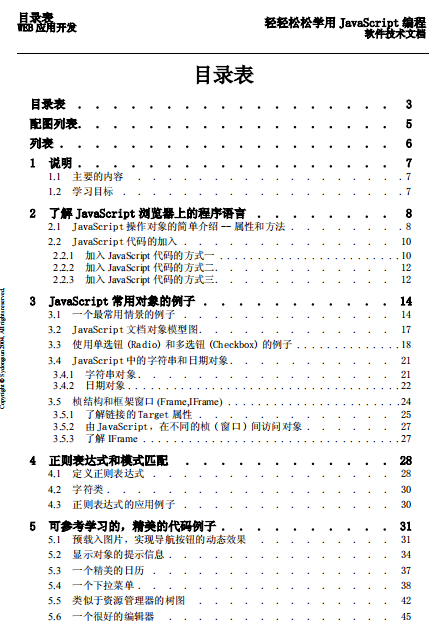 目录表
WEB 应用开发
轻轻松松学用 JavaScript 编程
软件技术文档
目录表
目录表 . . . . . . . . . . . . . . . . . . 3
配图列表. . . . . . . . . . . . . . . . . . 5
列表 . . . . . . . . . . . . . . . . . . 6
1 说明 . . . . . . . . . . . . . . . . . . 7
1.1 主要的内容 . . . . . . . . . . . . . . . 7
1.2 学习目标 . . . . . . . . . . . . . . . . 7
2 了解 JavaScript 浏览器上的程序语言 . . . . . . . . 8
2.1 JavaScript 操作对象的简单介绍 -- 属性和方法 . . . . . . . 8
2.2 JavaScript 代码的加入 . . . . . . . . . . . . 10
2.2.1 加入 JavaScript 代码的方式一 . . . . . . . . . . . . . . . . . . 10
2.2.2 加入 JavaScript 代码的方式二. . . . . . . . . . 12
2.2.3 加入 JavaScript 代码的方式三. . . . . . . . . . 12
3 JavaScript 常用对象的例子 . . . . . . . . . . . 14
3.1 一个最常用情景的例子 . . . . . . . . . . . . 14
3.2 JavaScript 文档对象模型图. . . . . . . . . . . 17
3.3 使用单选钮 (Radio) 和多选钮 (Checkbox) 的例子 . . . . . . . . . . . 18
3.4 JavaScript 中的字符串和日期对象. . . . . . . . . 21
3.4.1 字符串对象. . . . . . . . . . . . . . 21
3.4.2 日期对象 . . . . . . . . . . . . . . . . . . . . . . . . . . . . 22
3.5 桢结构和框架窗口 (Frame,IFrame) . . . . . . . . . . . . . . . . . . 24
3.5.1 了解链接的 Target 属性 . . . . . . . . . . . 25
3.5.2 由 JavaScript，在不同的桢（窗口）间访问对象 . . . . . 27
3.5.3 了解 IFrame . . . . . . . . . . . . . . . . . . . . . . . . . . . 27
4 正则表达式和模式匹配 . . . . . . . . . . . . 28
4.1 定义正则表达式 . . . . . . . . . . . . . . 28
4.2 字符类 . . . . . . . . . . . . . . . . 30
4.3 正则表达式的应用例子 . . . . . . . . . . . . 30
5 可参考学习的，精美的代码例子 . . . . . . . . . . 31
5.1 预载入图片，实现导航按钮的动态效果 . . . . . . . . 31
5.2 显示对象的提示信息 . . . . . . . . . . . . . 34
5.3 一个精美的日历 . . . . . . . . . . . . . . 37
5.4 一个下拉菜单 . . . . . . . . . . . . . . . 38
5.5 类似于资源管理器的树图 . . . . . . . . . . . 42
5.6 一个很好的编辑器 . . . . . . . . . . . . . 45